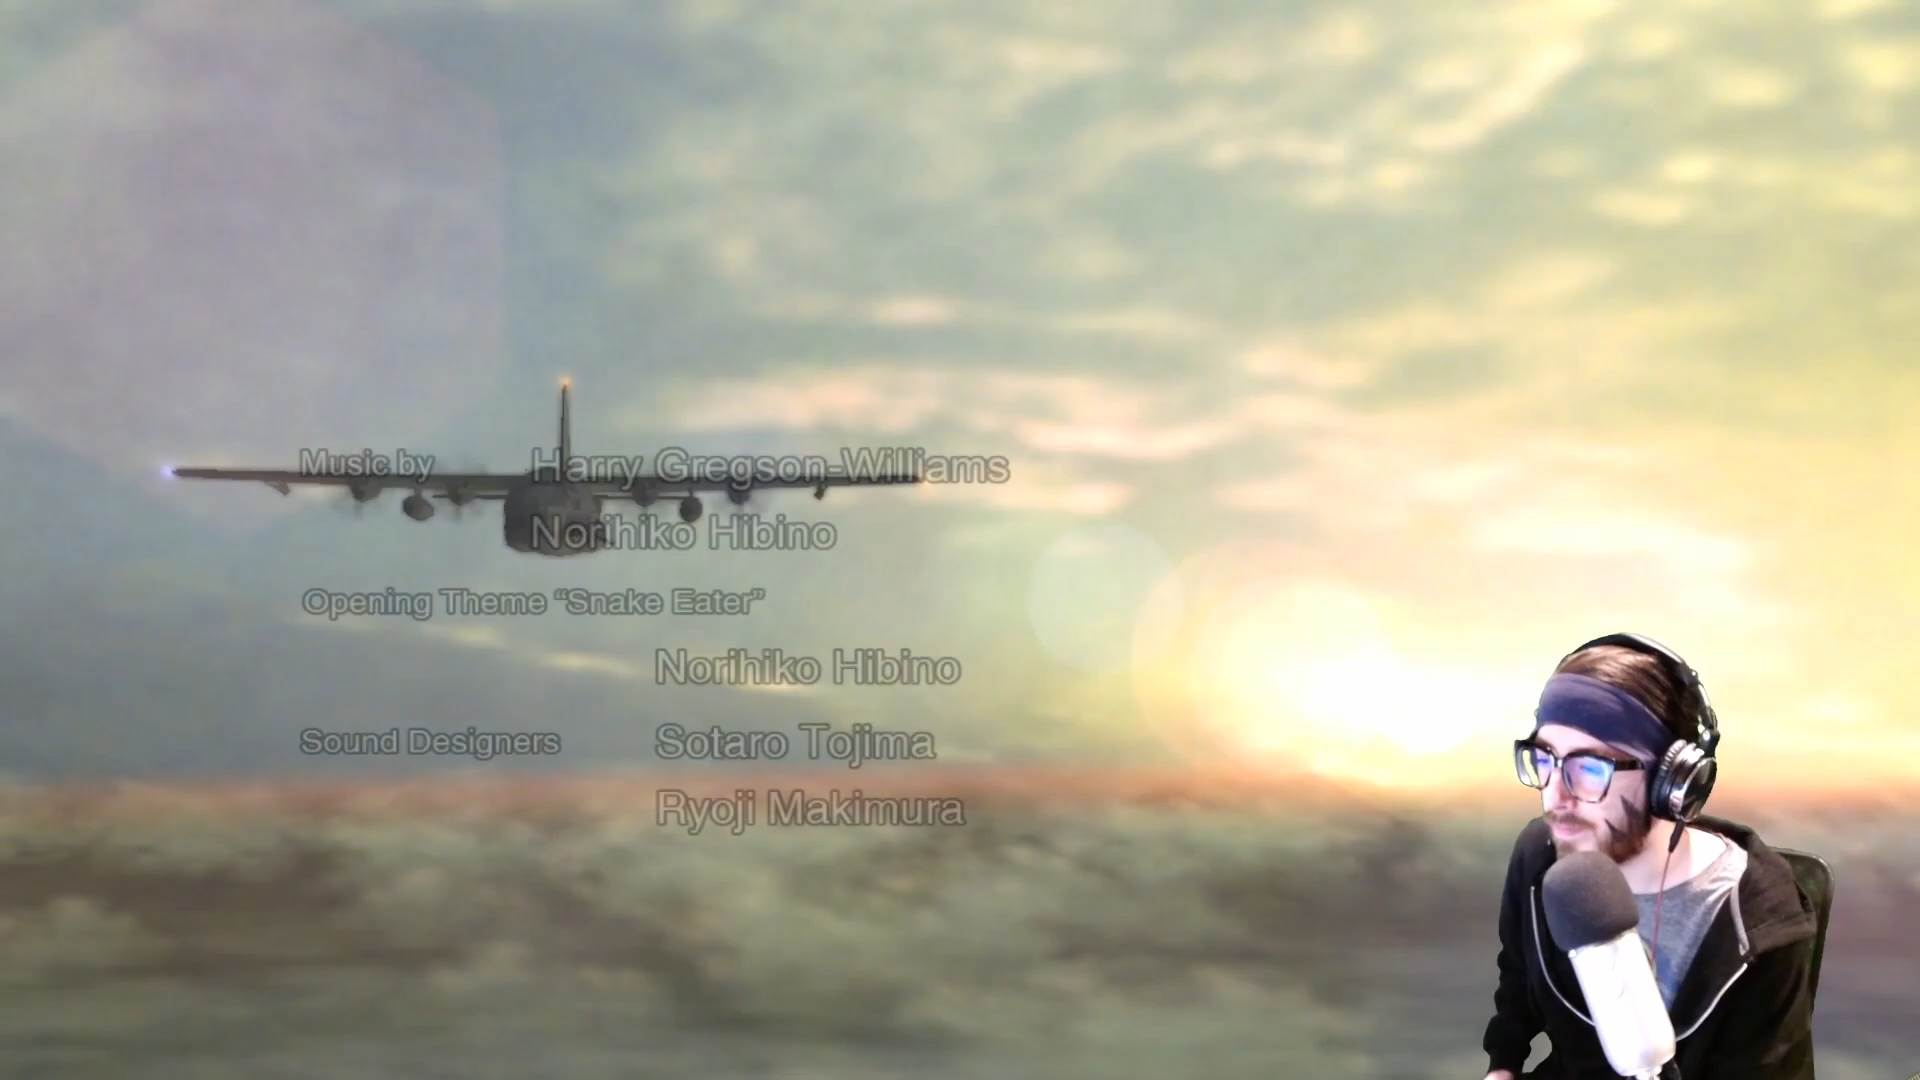 Music by Harry Gregson-Williams
Norihiko Hibino
Opening Theme “Snake Eater”
Norihiko Hibino
Sound Designers Sotaro Tojima
Ryoji Makimura